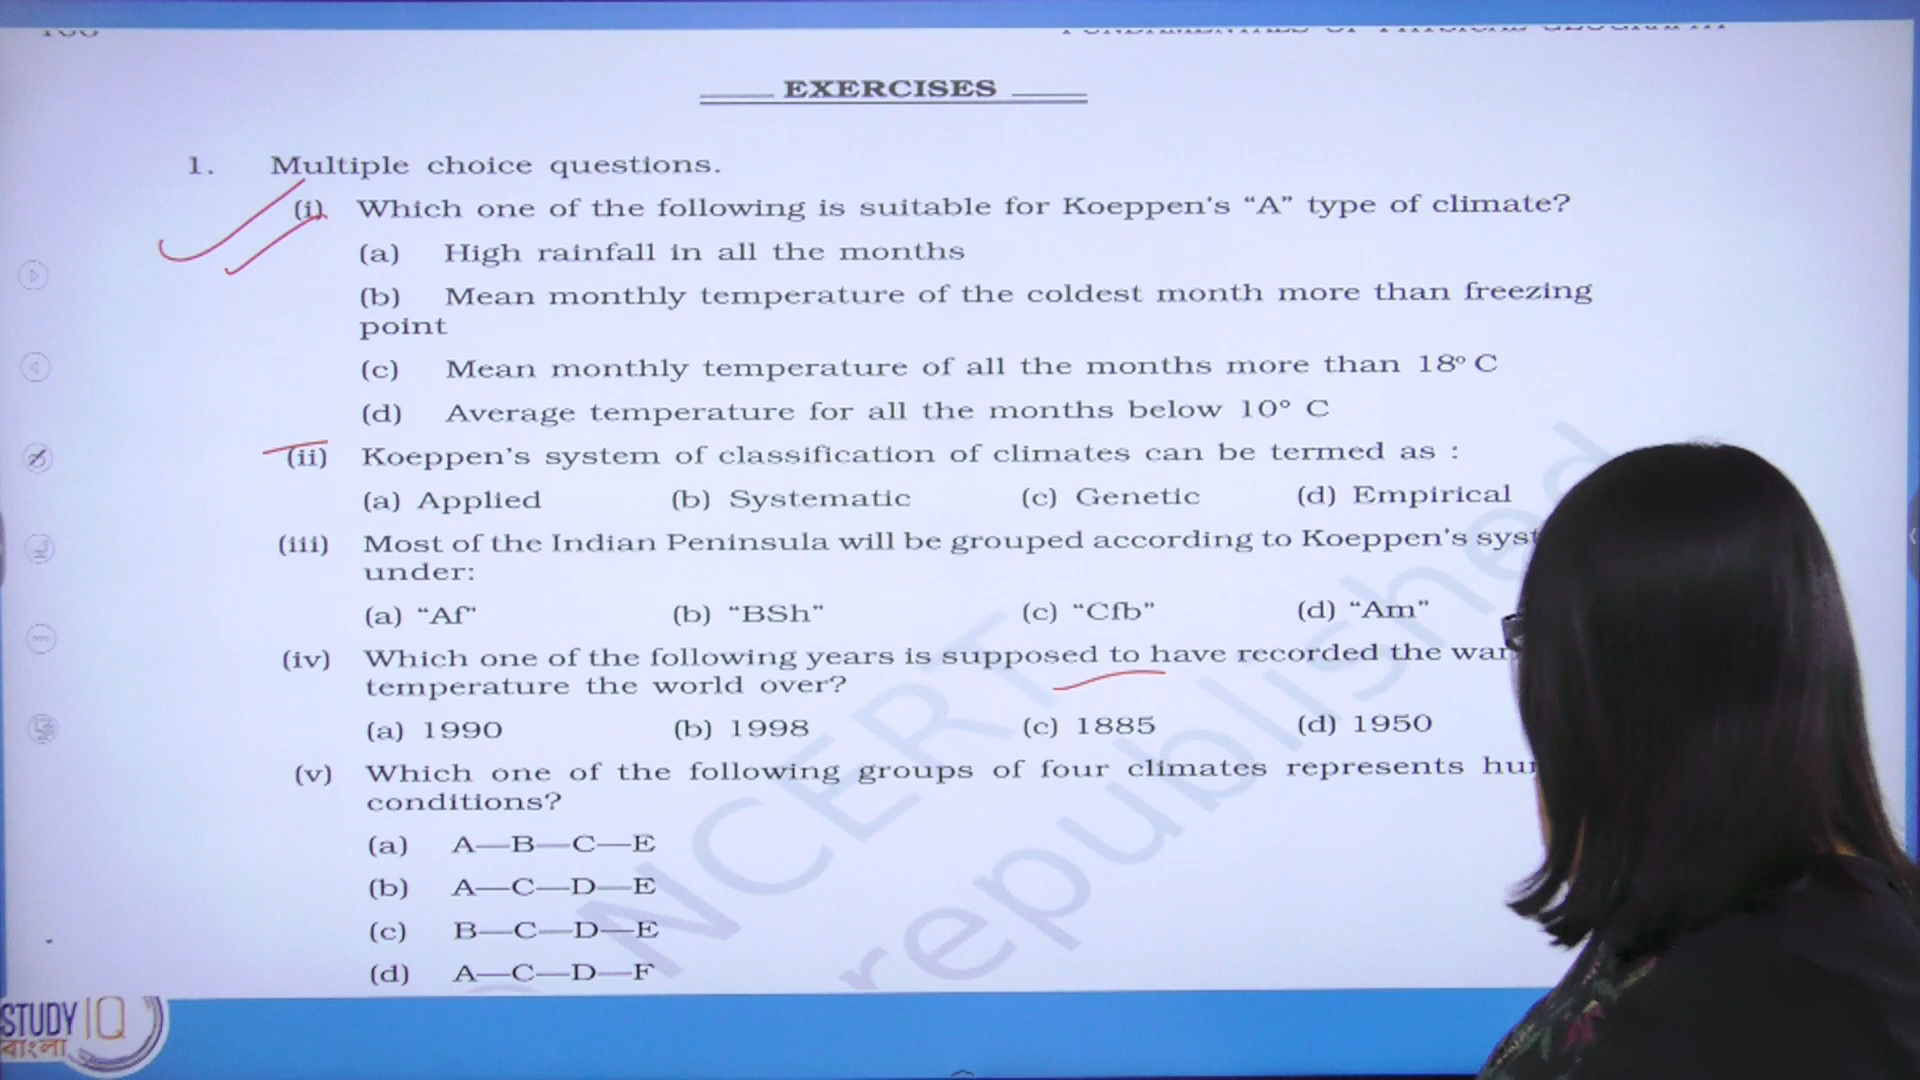 EXERCISES
1. Multiple choice questions.
(i) Which one of the following is suitable for Koeppen's “A” type of climate?
(a) High rainfall in all the months
(b) Mean monthly temperature of the coldest month more than freezing
point
(c) Mean monthly temperature of all the months more than 18° C
(d) Average temperature for all the months below 10° C
(ii) Koeppen's system of classification of climates can be termed as :
(a) Applied (b) Systematic (c) Genetic (d) Empirical
(iii) Most of the Indian Peninsula will be grouped according to Koeppen's syst
under:
(a) “Af” (b) “BSh” (c) “Cfb” (d) “Am”
(iv) Which one of the following years is supposed to have recorded the war
temperature the world over?
(a) 1990 (b) 1998 (c) 1885 (d) 1950
(v) Which one of the following groups of four climates represents hu
conditions?
(a) A—B—C—E
(b) A—C—D—E
(c) B—C—D—E
(d) A—C—D—F
NCERT
republished
STUDY IQ
বাংলা